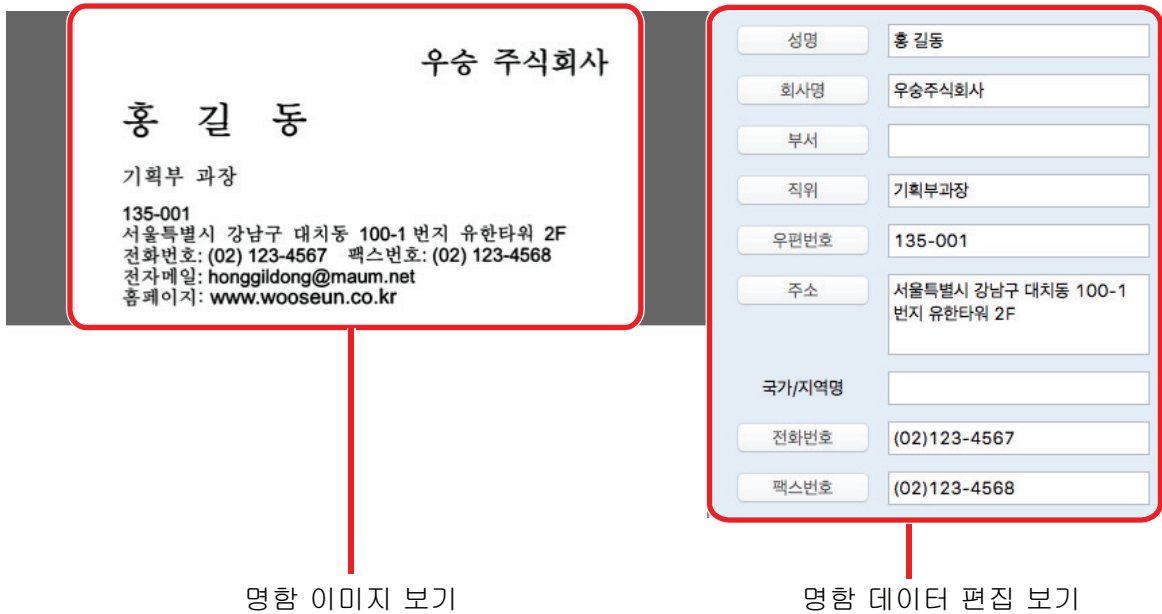 우승 주식회사
홍 길 동
기획부 과장
135-001
서울특별시 강남구 대치동 100-1 번지 유한타워 2F
전화번호: (02) 123-4567 팩스번호: (02) 123-4568
전자메일: honggildong@maum.net
홈페이지: www.wooseun.co.kr
명함 이미지 보기
성명 홍 길동
회사명 우숭주식회사
부서
직위 기획부과장
우편번호 135-001
주소 서울특별시 강남구 대치동 100-1
번지 유한타워 2F
국가/지역명
전화번호 (02)123-4567
팩스번호 (02)123-4568
명함 데이터 편집 보기